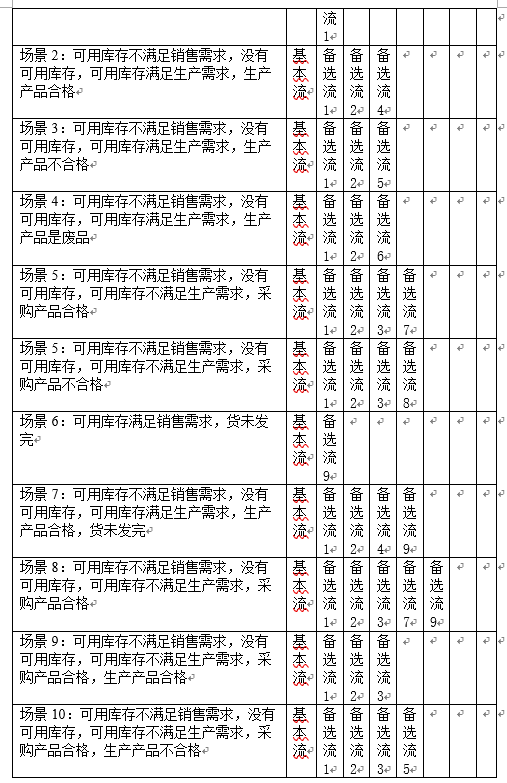 流
1
场景 2：可用库存不满足销售需求，没有 基 备 备 备
可用库存，可用库存满足生产需求，生产 本 选 选 选
产品合格 流 流 流 流
1 2 4
场景 3：可用库存不满足销售需求，没有 基 备 备 备
可用库存，可用库存满足生产需求，生产 本 选 选 选
产品不合格 流 流 流 流
1 2 5
场景 4：可用库存不满足销售需求，没有 基 备 备 备
可用库存，可用库存满足生产需求，生产 本 选 选 选
产品是废品 流 流 流 流
1 2 6
场景 5：可用库存不满足销售需求，没有 基 备 备 备 备
可用库存，可用库存不满足生产需求，采 本 选 选 选 选
购产品合格 流 流 流 流 流
1 2 3 7
场景 5：可用库存不满足销售需求，没有 基 备 备 备 备
可用库存，可用库存不满足生产需求，采 本 选 选 选 选
购产品不合格 流 流 流 流 流
1 2 3 8
场景 6：可用库存满足销售需求，货未发 基 备
完 本 选
流 流
9
场景 7：可用库存不满足销售需求，没有 基 备 备 备 备
可用库存，可用库存满足生产需求，生产 本 选 选 选 选
产品合格，货未发完 流 流 流 流 流
1 2 4 9
场景 8：可用库存不满足销售需求，没有 基 备 备 备 备 备
可用库存，可用库存不满足生产需求，采 本 选 选 选 选 选
购产品合格 流 流 流 流 流 流
1 2 3 7 9
场景 9：可用库存不满足销售需求，没有 基 备 备 备
可用库存，可用库存不满足生产需求，采 本 选 选 选
购产品合格，生产产品合格 流 流 流 流
1 2 3
场景 10：可用库存不满足销售需求，没有 基 备 备 备 备
可用库存，可用库存不满足生产需求，采 本 选 选 选 选
购产品合格，生产产品不合格 流 流 流 流 流
1 2 3 5